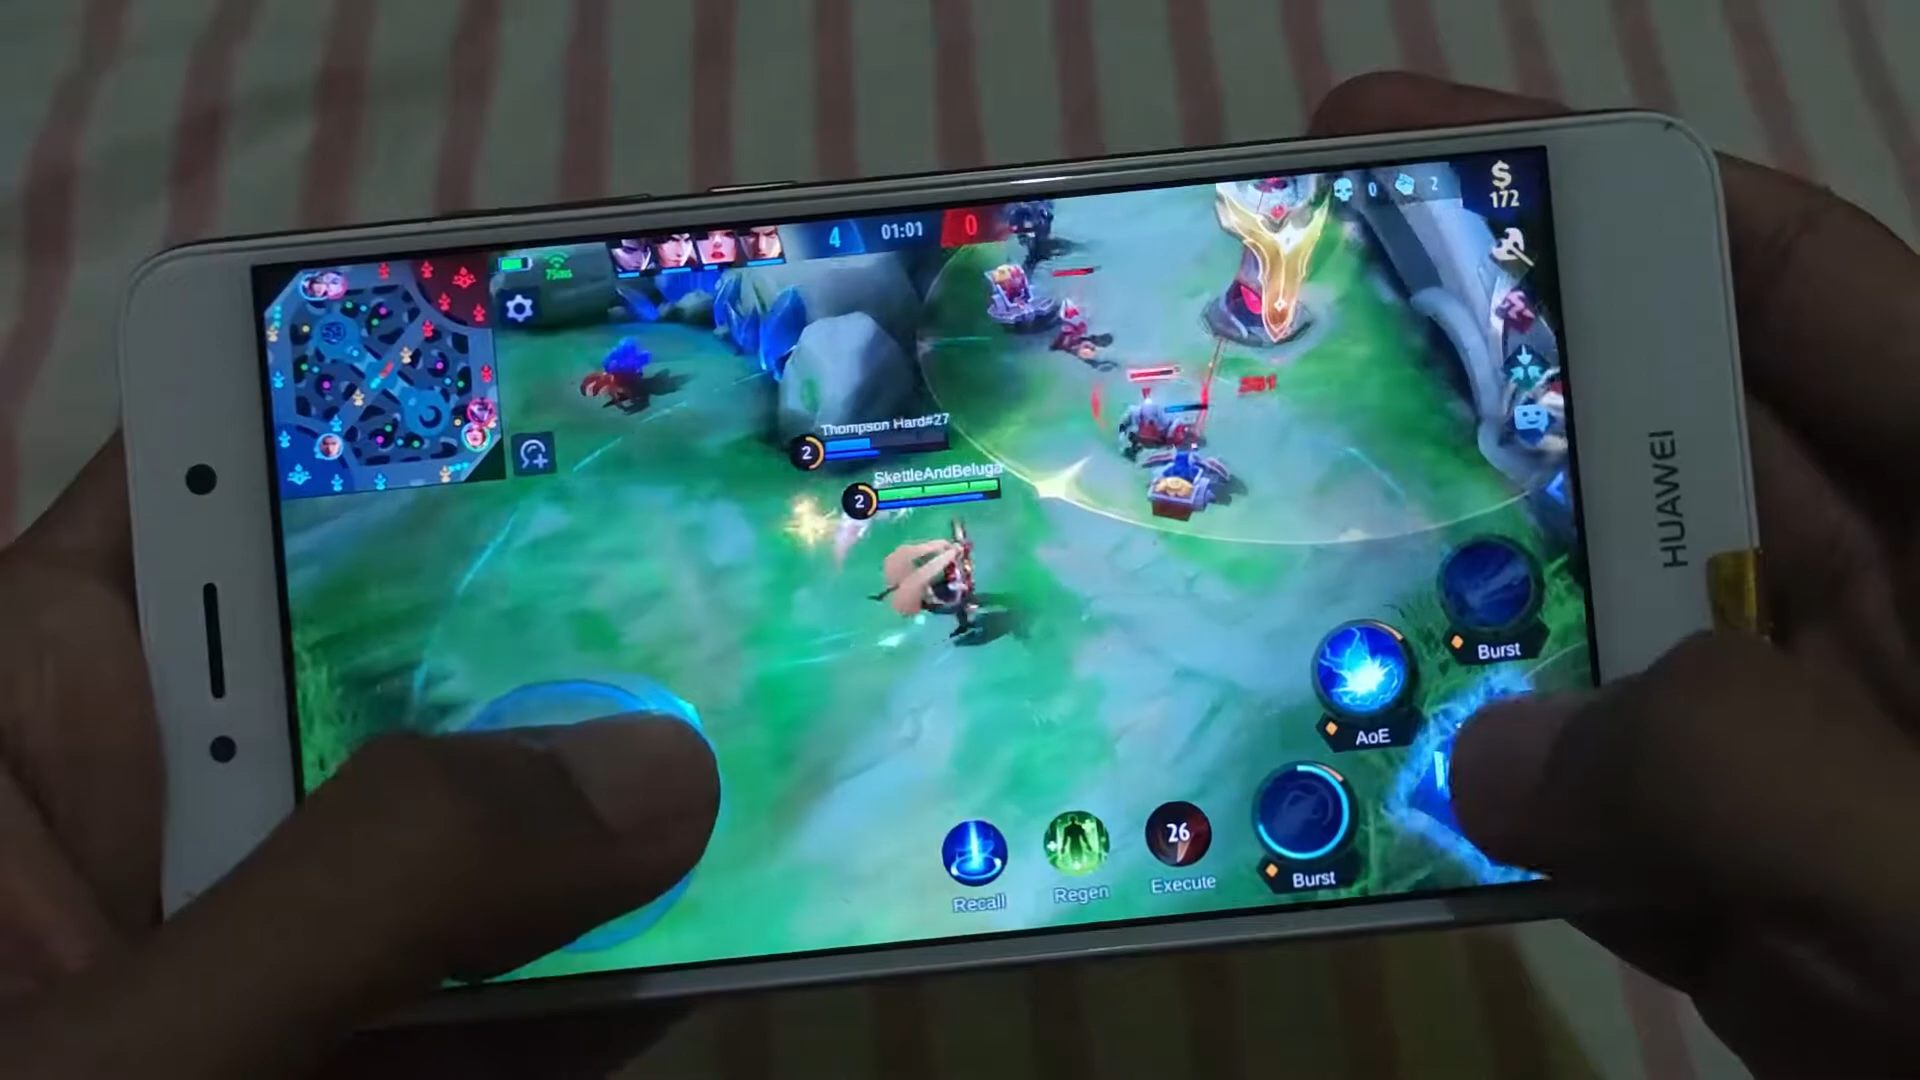 4 01:01 0
0 2
$
172
75ms
Thompson Hard#27
2
SkettleAndBeluga
2
HUAWEI
Burst
AoE
26
Recall
Regen
Execute
Burst